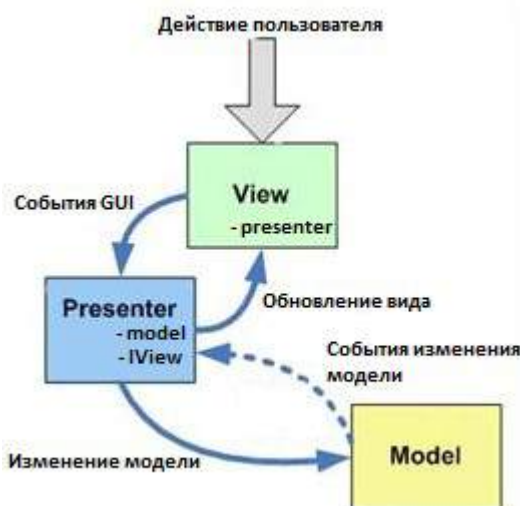 Действие пользователя
View
- presenter
События GUI
Presenter
- model
- IView
Обновление вида
События изменения
модели
Изменение модели
Model